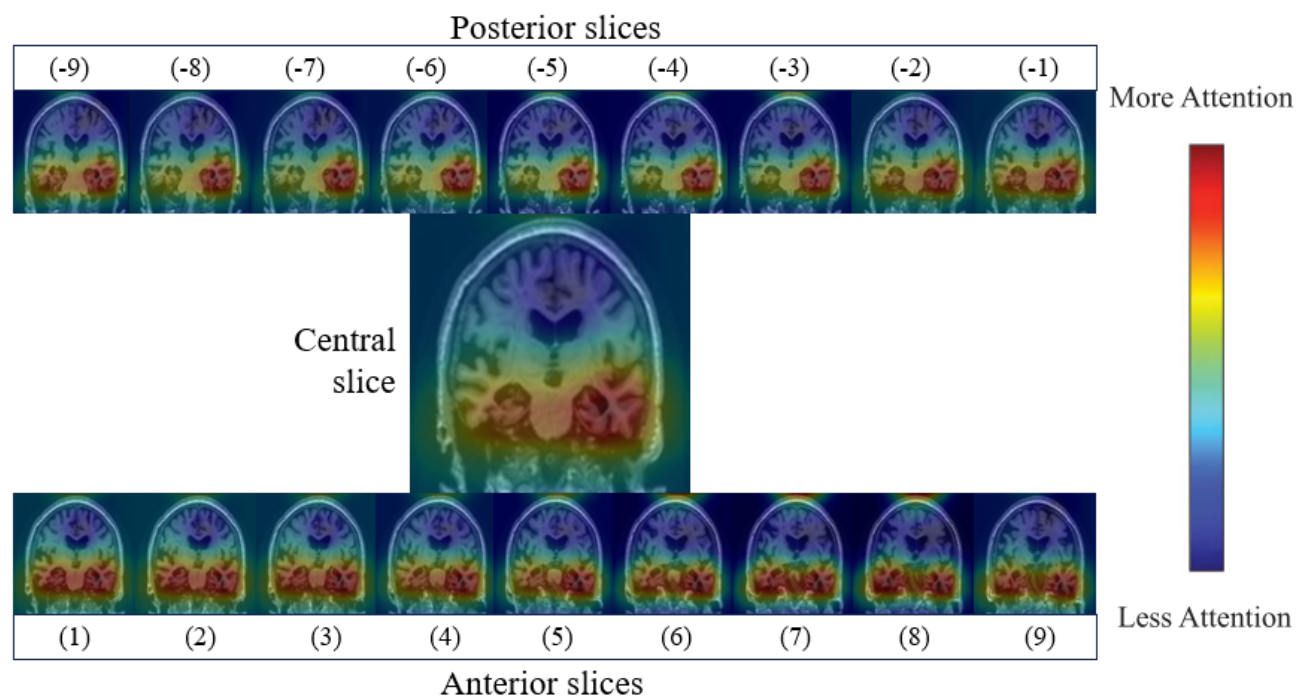 Posterior slices
(-9) (-8) (-7) (-6) (-5) (-4) (-3) (-2) (-1)
More Attention
Central
slice
Less Attention
(1) (2) (3) (4) (5) (6) (7) (8) (9)
Anterior slices